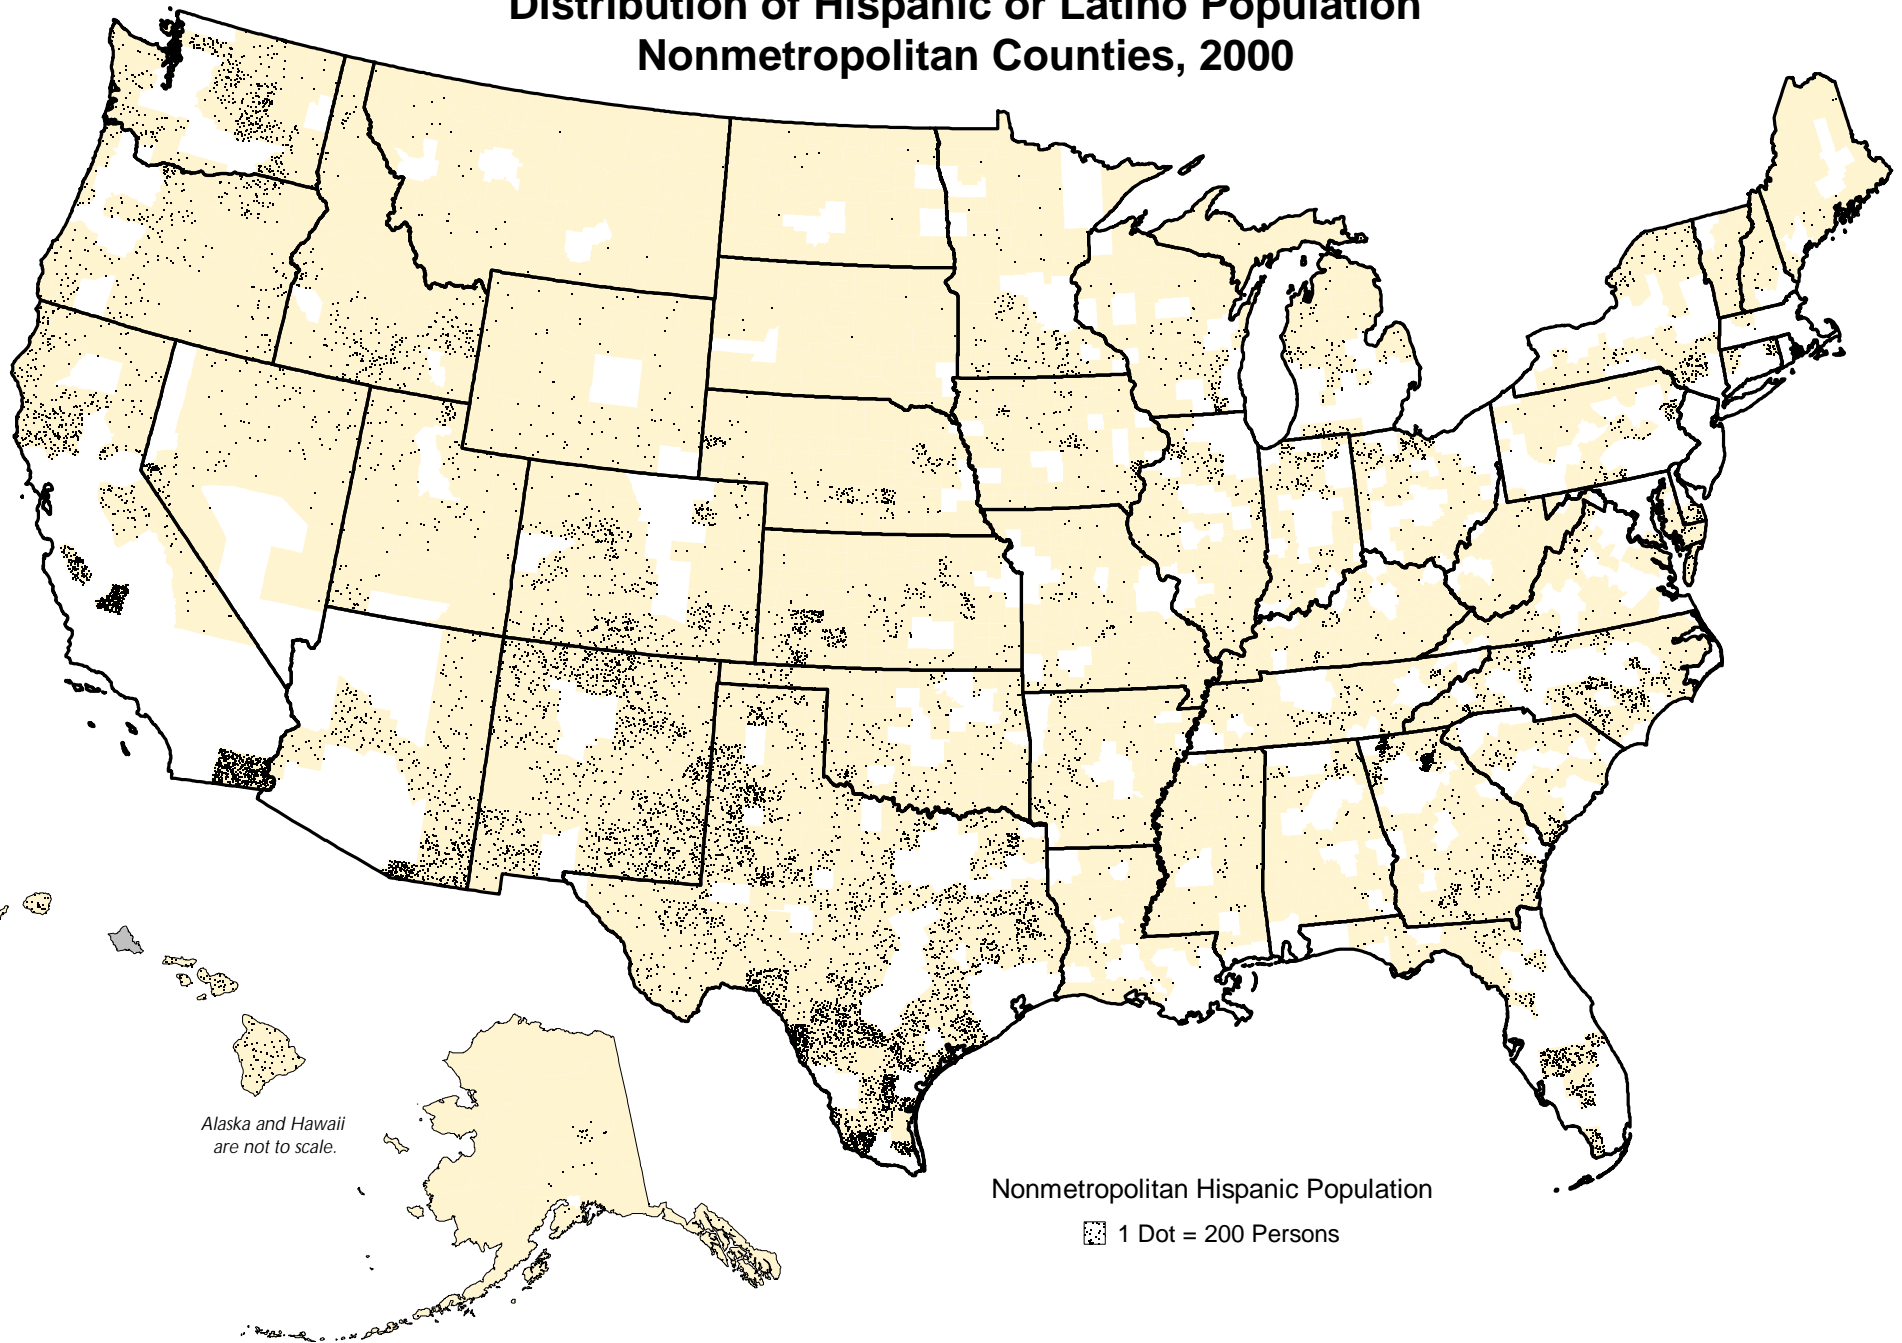 Distribution of Hispanic or Latino Population
Nonmetropolitan Counties, 2000
Alaska and Hawaii
are not to scale.
Nonmetropolitan Hispanic Population
1 Dot = 200 Persons